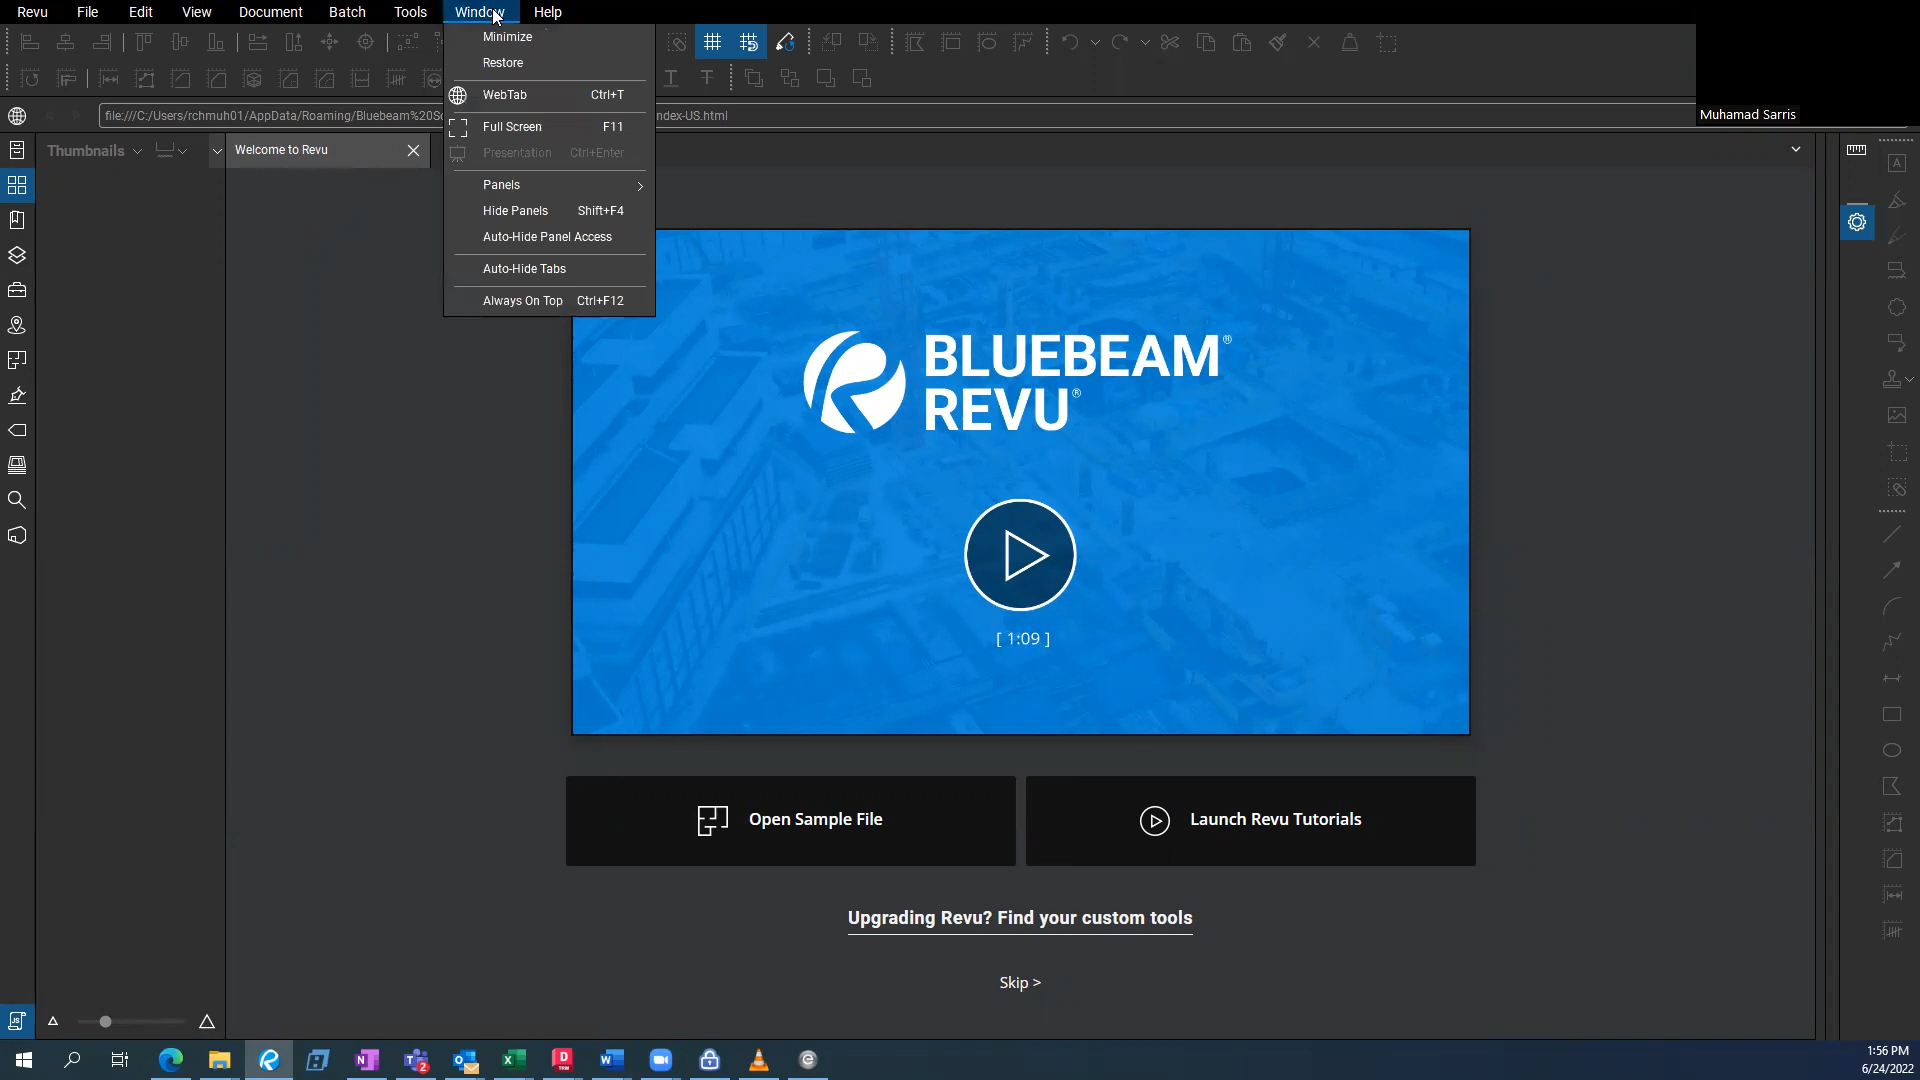 Revu File Edit View Document Batch Tools Window Help
Minimize
Restore
WebTab Ctrl+T
file:///C:/Users/rchmuh01/AppData/Roaming/Bluebeam%20So ndex-US.html
Muhamad Sarris
Full Screen F11
Thumbnails
Welcome to Revu
Presentation Ctrl+Enter
Panels
Hide Panels Shift+F4
Auto-Hide Panel Access
Auto-Hide Tabs
Always On Top Ctrl+F12
BLUEBEAM®
REVU®
[ 1:09 ]
Open Sample File
Launch Revu Tutorials
Upgrading Revu? Find your custom tools
Skip >
1:56 PM
6/24/2022